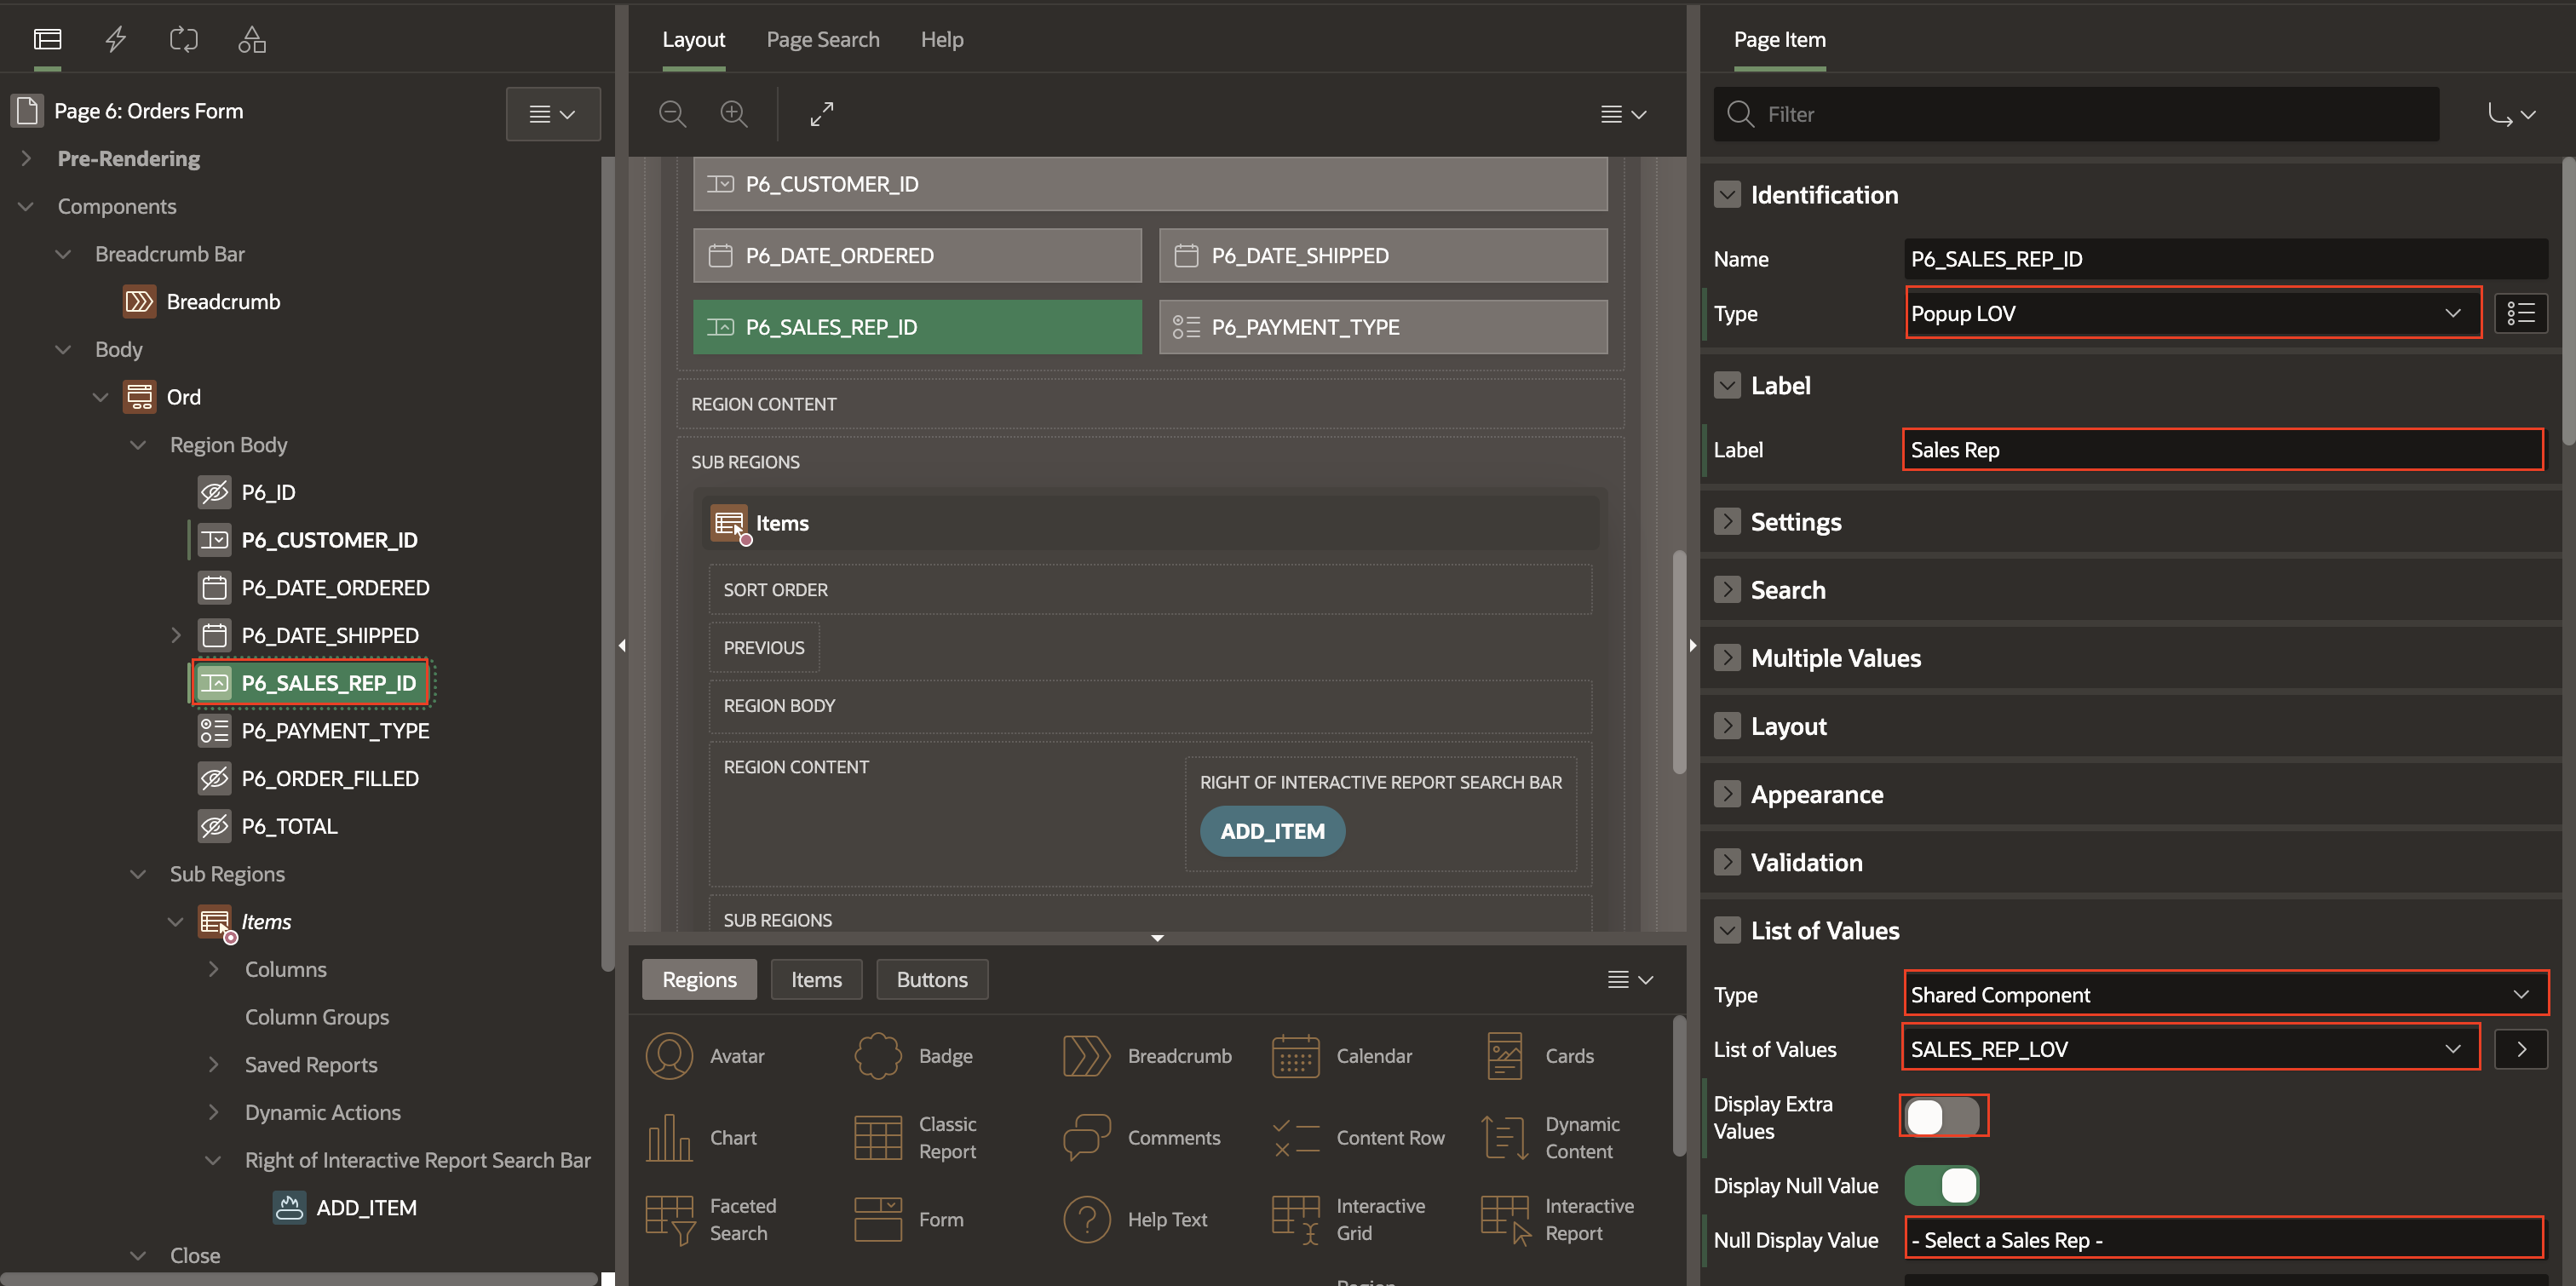 Page 6: Orders Form
Pre-Rendering
Components
Breadcrumb Bar
Breadcrumb
Body
Ord
Region Body
P6_ID
P6_CUSTOMER_ID
P6_DATE_ORDERED
P6_DATE_SHIPPED
P6_SALES_REP_ID
P6_PAYMENT_TYPE
P6_ORDER_FILLED
P6_TOTAL
Sub Regions
Items
Columns
Column Groups
Saved Reports
Dynamic Actions
Right of Interactive Report Search Bar
ADD_ITEM
Close
Layout
Page Search
Help
P6_CUSTOMER_ID
P6_DATE_ORDERED
P6_DATE_SHIPPED
P6_SALES_REP_ID
P6_PAYMENT_TYPE
REGION CONTENT
SUB REGIONS
Items
SORT ORDER
PREVIOUS
REGION BODY
REGION CONTENT
RIGHT OF INTERACTIVE REPORT SEARCH BAR
ADD_ITEM
SUB REGIONS
Regions
Items
Buttons
Avatar
Badge
Breadcrumb
Calendar
Cards
Chart
Classic
Report
Comments
Content Row
Dynamic
Content
Faceted
Search
Form
Help Text
Interactive
Grid
Interactive
Report
Page Item
Filter
Identification
Name
P6_SALES_REP_ID
Type
Popup LOV
Label
Label
Sales Rep
Settings
Search
Multiple Values
Layout
Appearance
Validation
List of Values
Type
Shared Component
List of Values
SALES_REP_LOV
Display Extra
Values
Display Null Value
Null Display Value
- Select a Sales Rep -